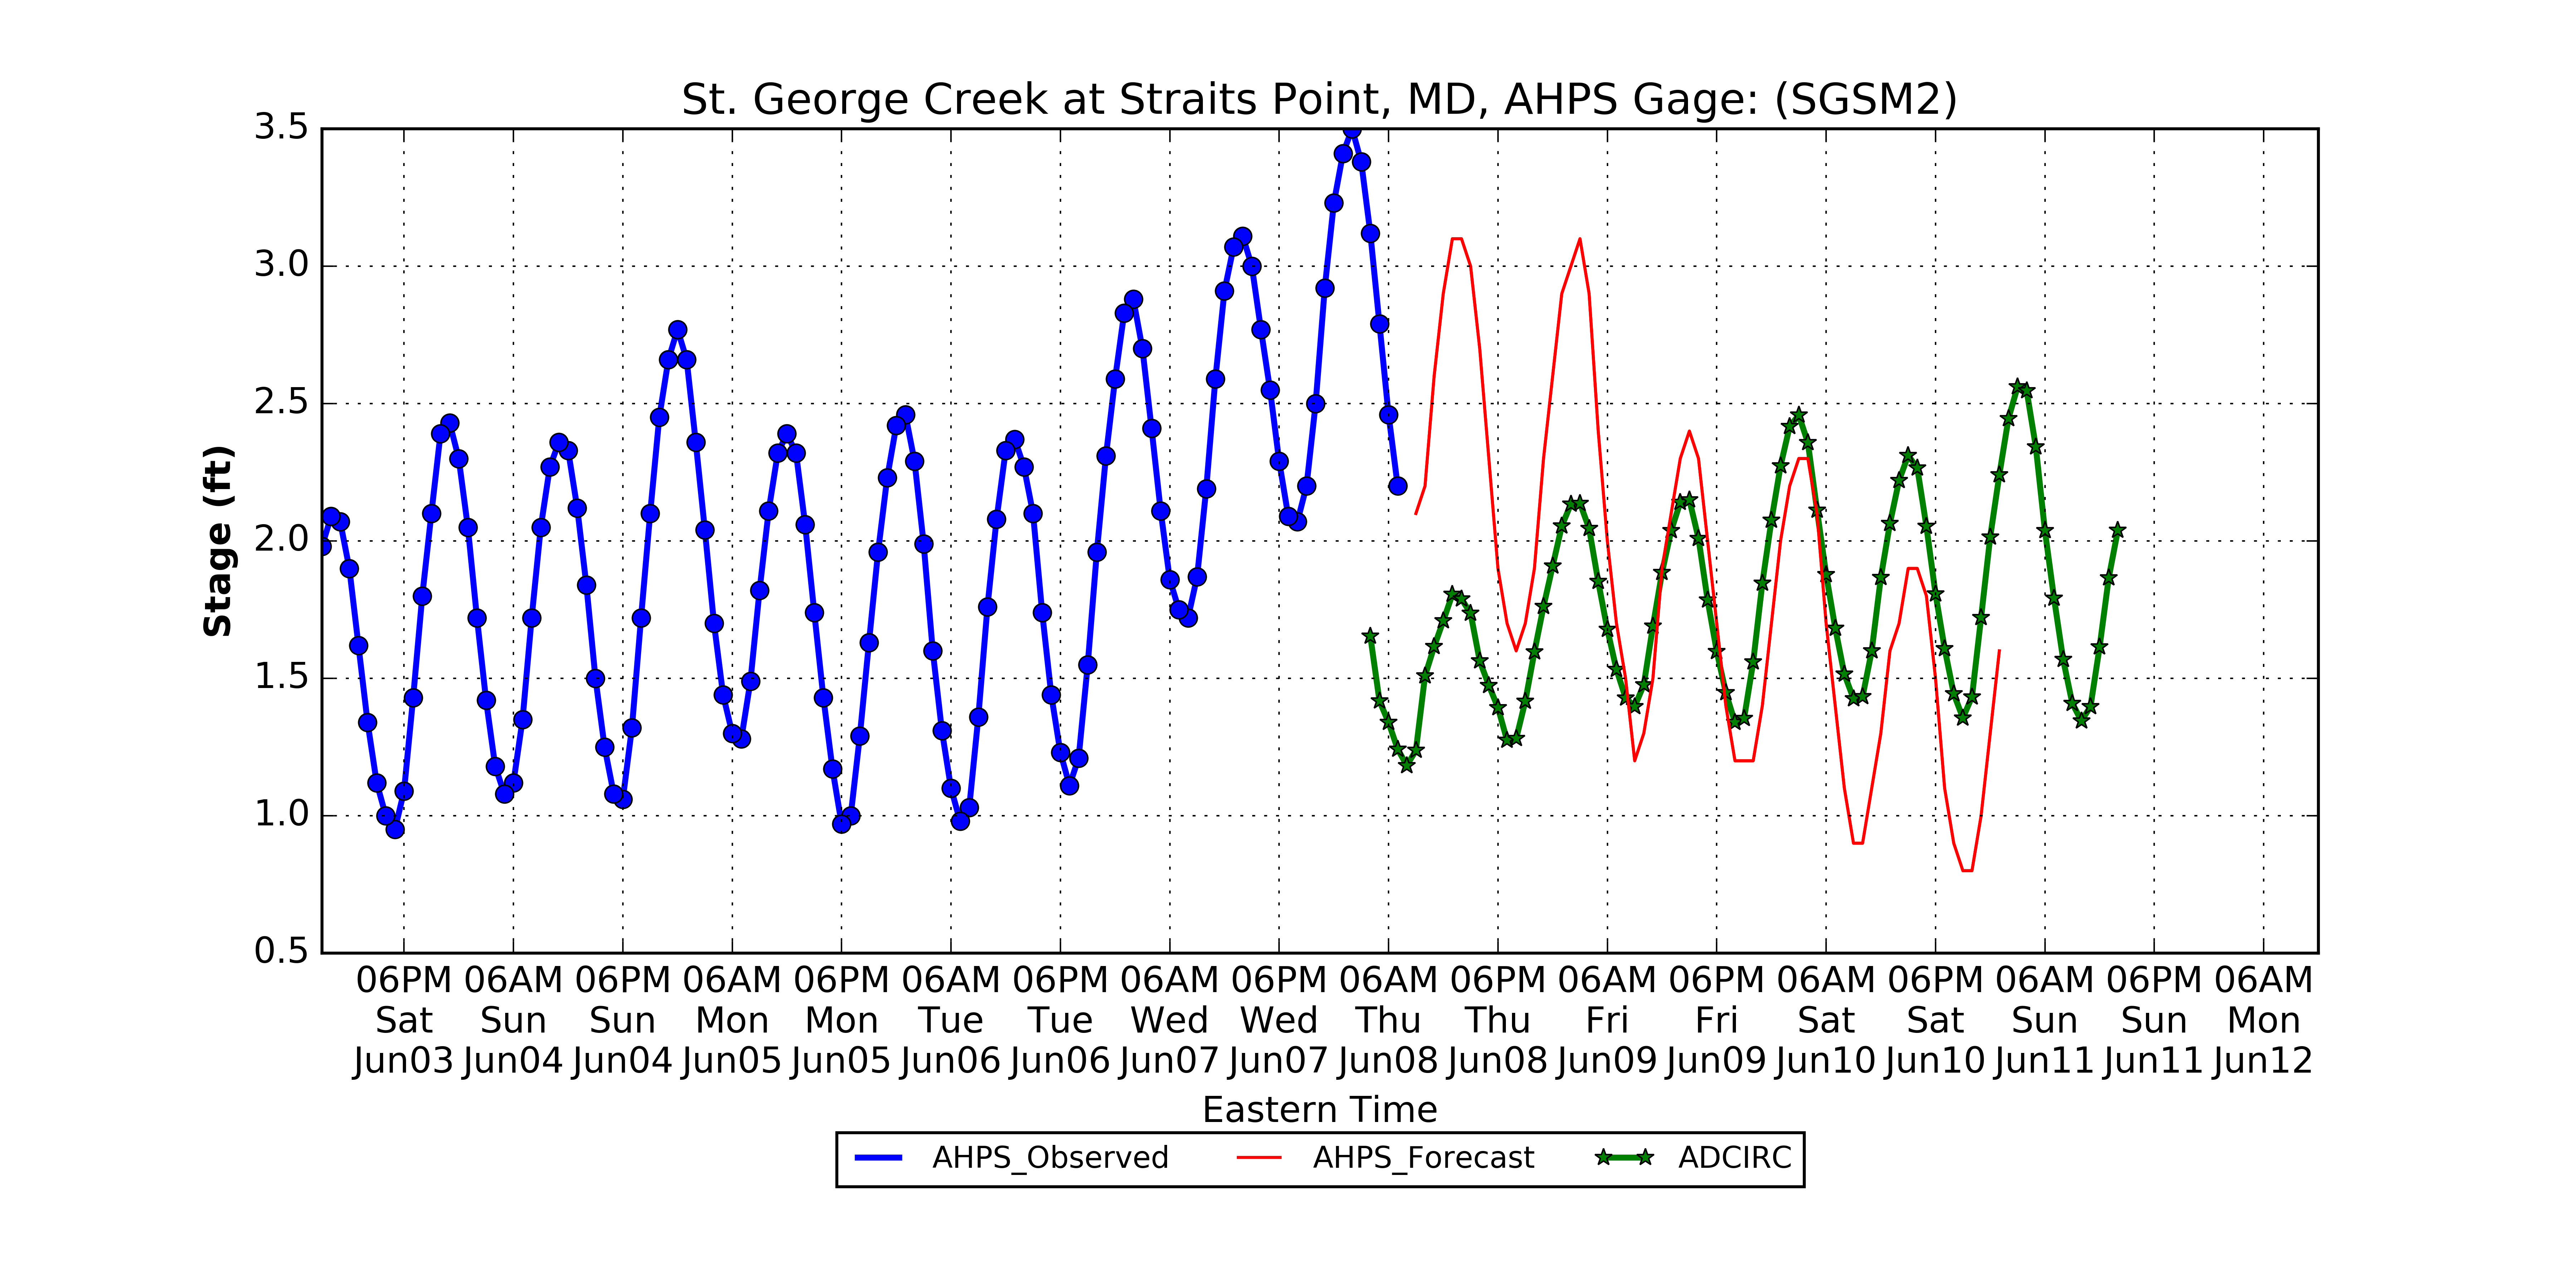 St. George Creek at Straits Point, MD, AHPS Gage: (SGSM2)
3.5
3.0
2.5
2.0
1.5
1.0
0.5
Stage (ft)
06PM 06AM 06PM 06AM 06PM 06AM 06PM 06AM 06PM 06AM 06PM 06AM 06PM 06AM 06PM 06AM 06PM 06AM
Sat Sun Sun Mon Mon Tue Tue Wed Wed Thu Thu Fri Fri Sat Sat Sun Sun Mon
Jun03 Jun04 Jun04 Jun05 Jun05 Jun06 Jun06 Jun07 Jun07 Jun08 Jun08 Jun09 Jun09 Jun10 Jun10 Jun11 Jun11 Jun12
Eastern Time
AHPS_Observed AHPS_Forecast ADCIRC